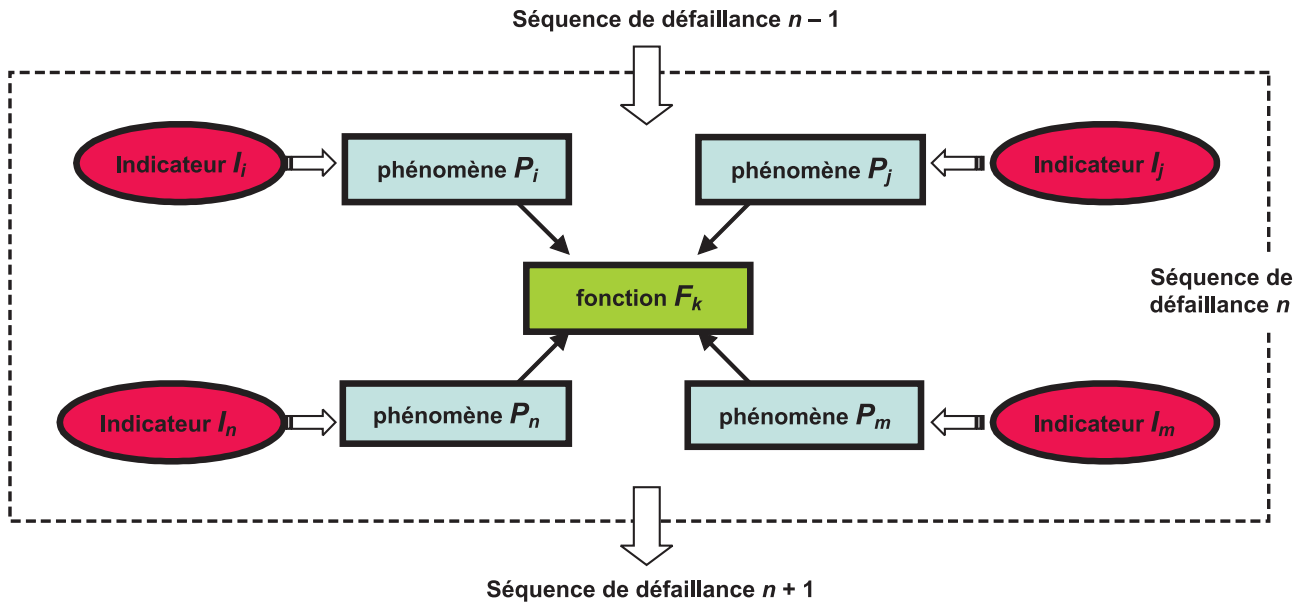 Séquence de défaillance n – 1
Indicateur Ii
phénomène Pi
phénomène Pj
Indicateur Ij
fonction Fk
Séquence de
défaillance n
Indicateur In
phénomène Pn
phénomène Pm
Indicateur Im
Séquence de défaillance n + 1